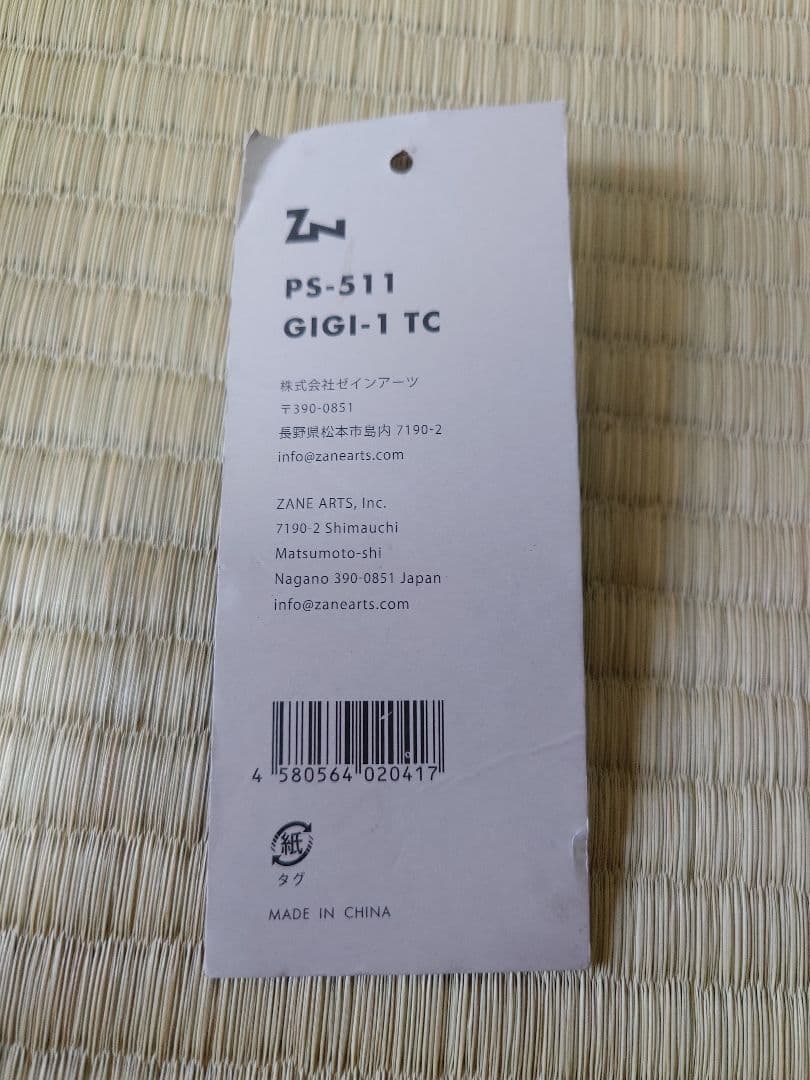 ZN
PS-511
GIGI-1 TC
株式会社ゼインアーツ
〒390-0851
長野県松本市島内 7190-2
info@zanearts.com
ZANE ARTS, Inc.
7190-2 Shimauchi
Matsumoto-shi
Nagano 390-0851 Japan
info@zanearts.com
4 580564 020417
紙
タグ
MADE IN CHINA